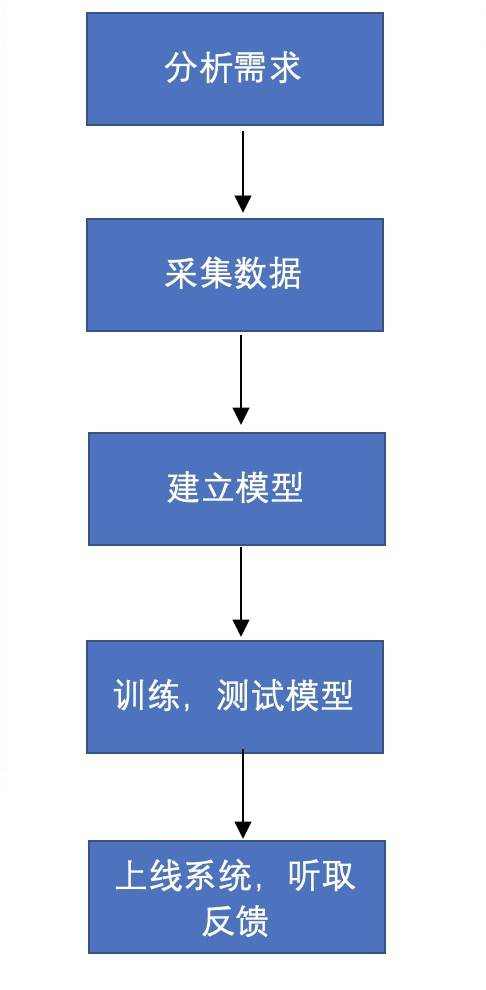 分析需求
采集数据
建立模型
训练，测试模型
上线系统，听取
反馈